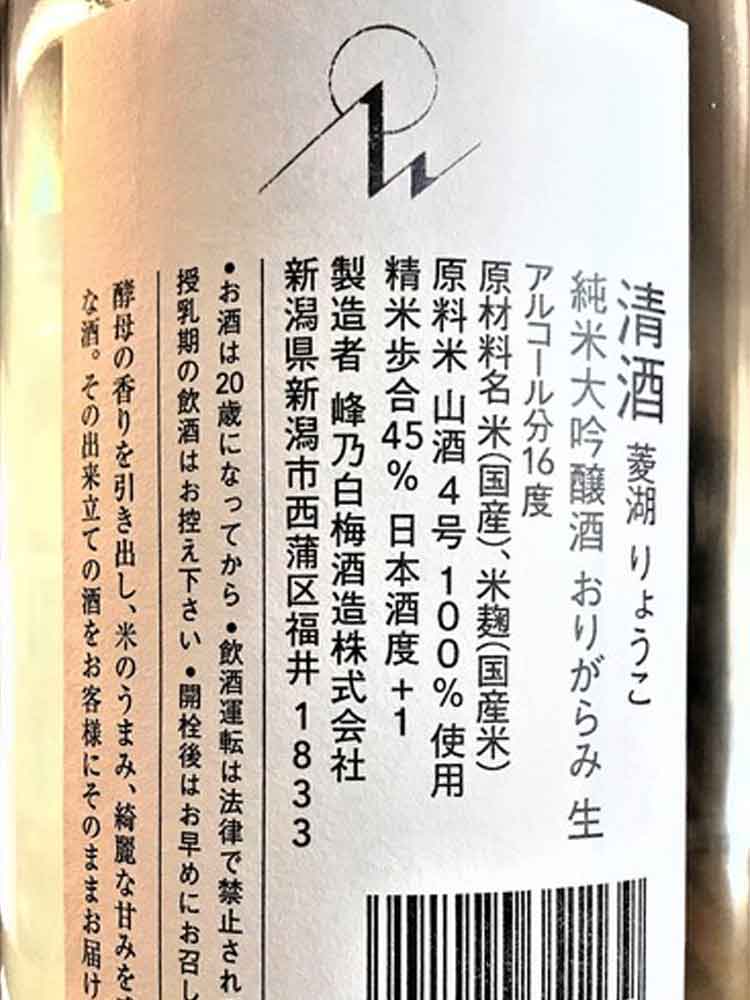 清酒 菱湖 りょうこ
純米大吟醸酒 おりがらみ 生
アルコール分16度
原材料名 米(国産)、米麹(国産米)
原料米 山酒4号100%使用
精米歩合45% 日本酒度+1
製造者 峰乃白梅酒造株式会社
新潟県新潟市西蒲区福井1833
•お酒は20歳になってから •飲酒運転は法律で禁止され
授乳期の飲酒はお控え下さい •開栓後はお早めにお召し
酵母の香りを引き出し、米のうまみ、綺麗な甘みを
な酒。その出来立ての酒をお客様にそのままお届け